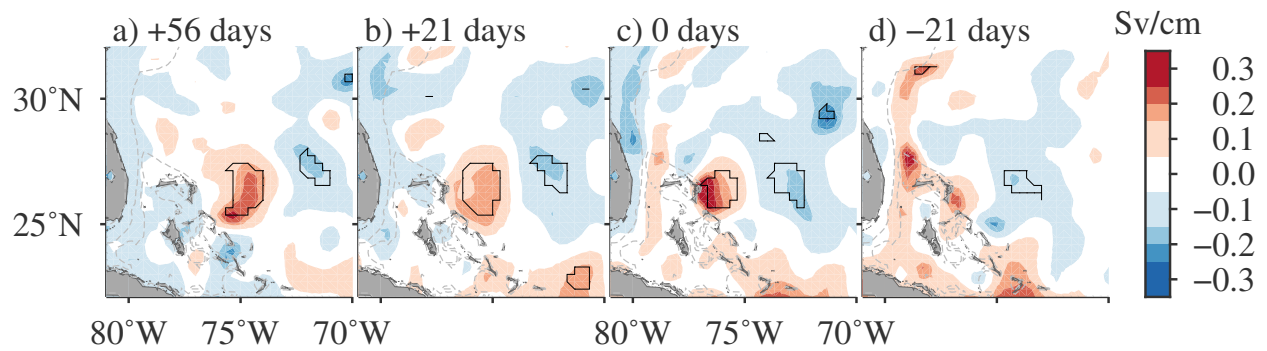 a) +56 days b) +21 days c) 0 days d) −21 days Sv/cm
0.3
30°N 0.2
0.1
0.0
−0.1
25°N −0.2
−0.3
80°W 75°W 70°W 80°W 75°W 70°W